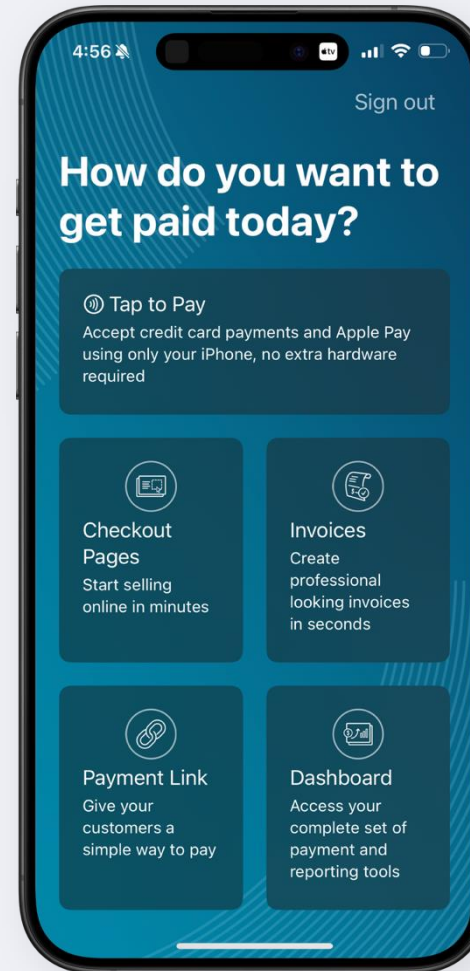 4:56
tv
Sign out
How do you want to
get paid today?
Tap to Pay
Accept credit card payments and Apple Pay
using only your iPhone, no extra hardware
required
Checkout
Pages
Start selling
online in minutes
Invoices
Create
professional
looking invoices
in seconds
Payment Link
Give your
customers a
simple way to pay
Dashboard
Access your
complete set of
payment and
reporting tools